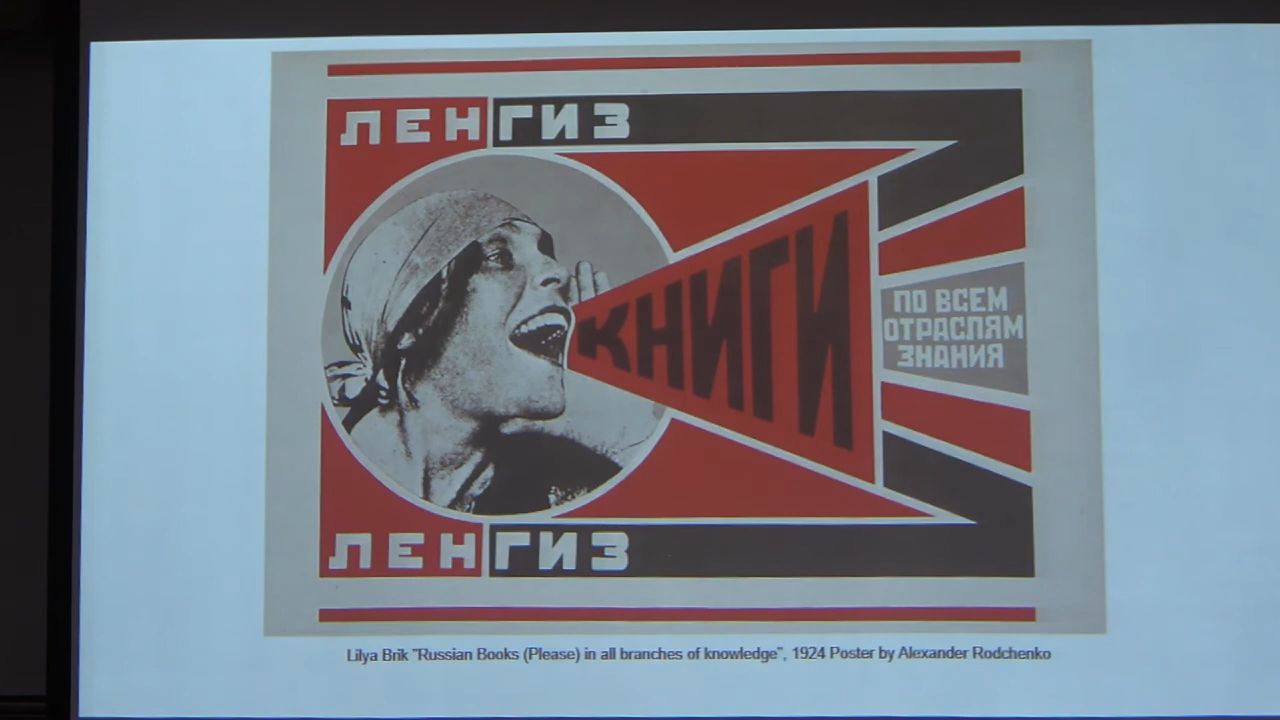 ЛЕНГИЗ
КНИГИ
ПО ВСЕМ
ОТРАСЛЯМ
ЗНАНИЯ
ЛЕНГИЗ
Lilya Brik "Russian Books (Please) in all branches of knowledge", 1924 Poster by Alexander Rodchenko